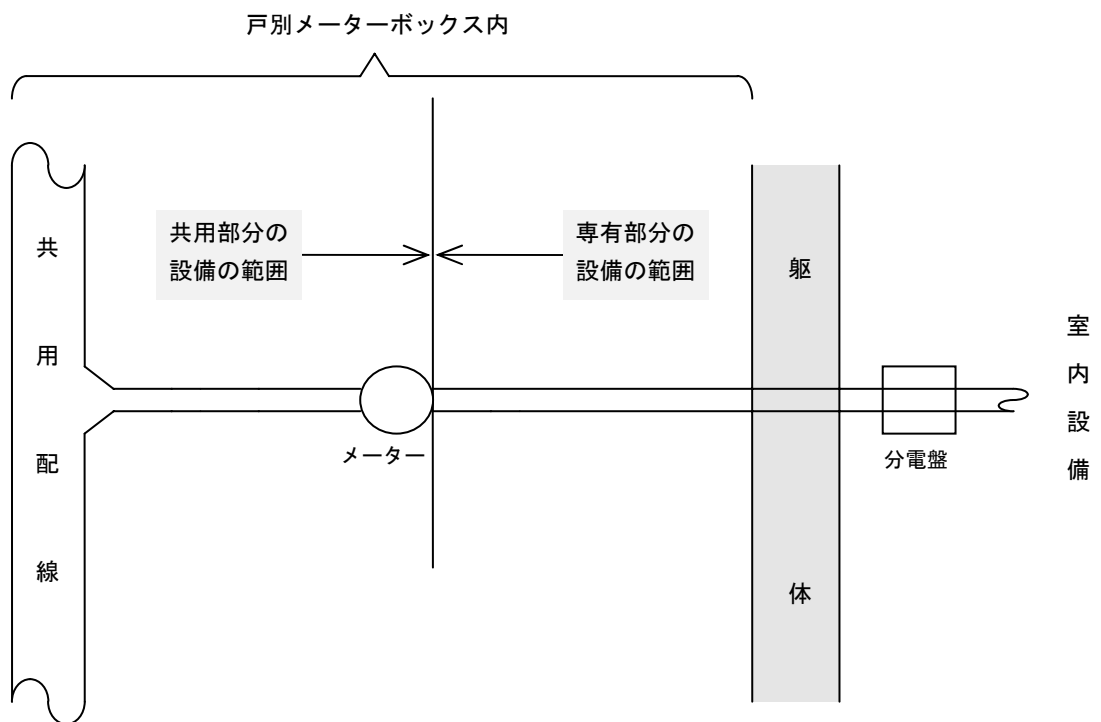 戸別メーターボックス内
共用部分の
設備の範囲
専有部分の
設備の範囲
共用配線
躯体
室内設備
メーター
分電盤